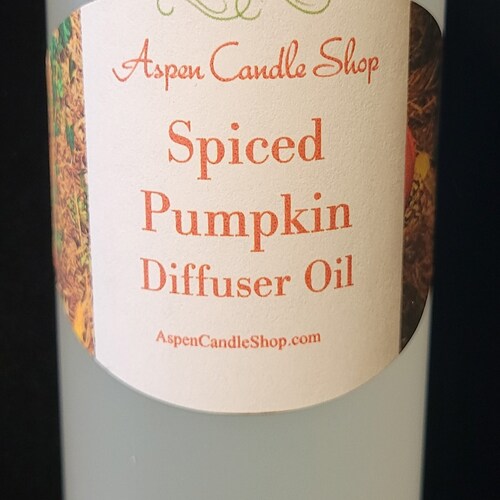 Aspen Candle Shop
Spiced
Pumpkin
Diffuser Oil
AspenCandleShop.com